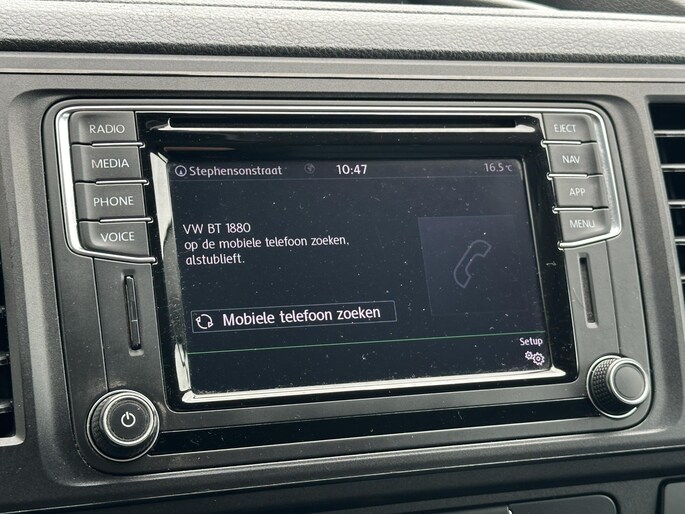 RADIO
MEDIA
PHONE
VOICE
EJECT
NAV
APP
MENU
Stephensonstraat 10:47 16.5°C
VW BT 1880
op de mobiele telefoon zoeken,
alstublieft.
Mobiele telefoon zoeken
Setup